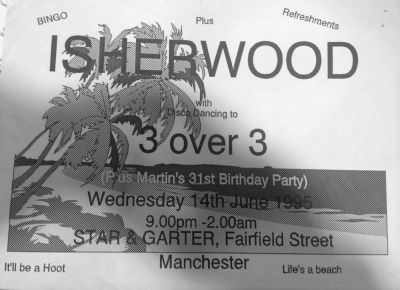 BINGO
Plus
Refreshments
ISHERWOOD
with
Disco Dancing to
3 over 3
(Plus Martin's 31st Birthday Party)
Wednesday 14th June 1995
9.00pm -2.00am
STAR & GARTER, Fairfield Street
Manchester
It'll be a Hoot
Life's a beach